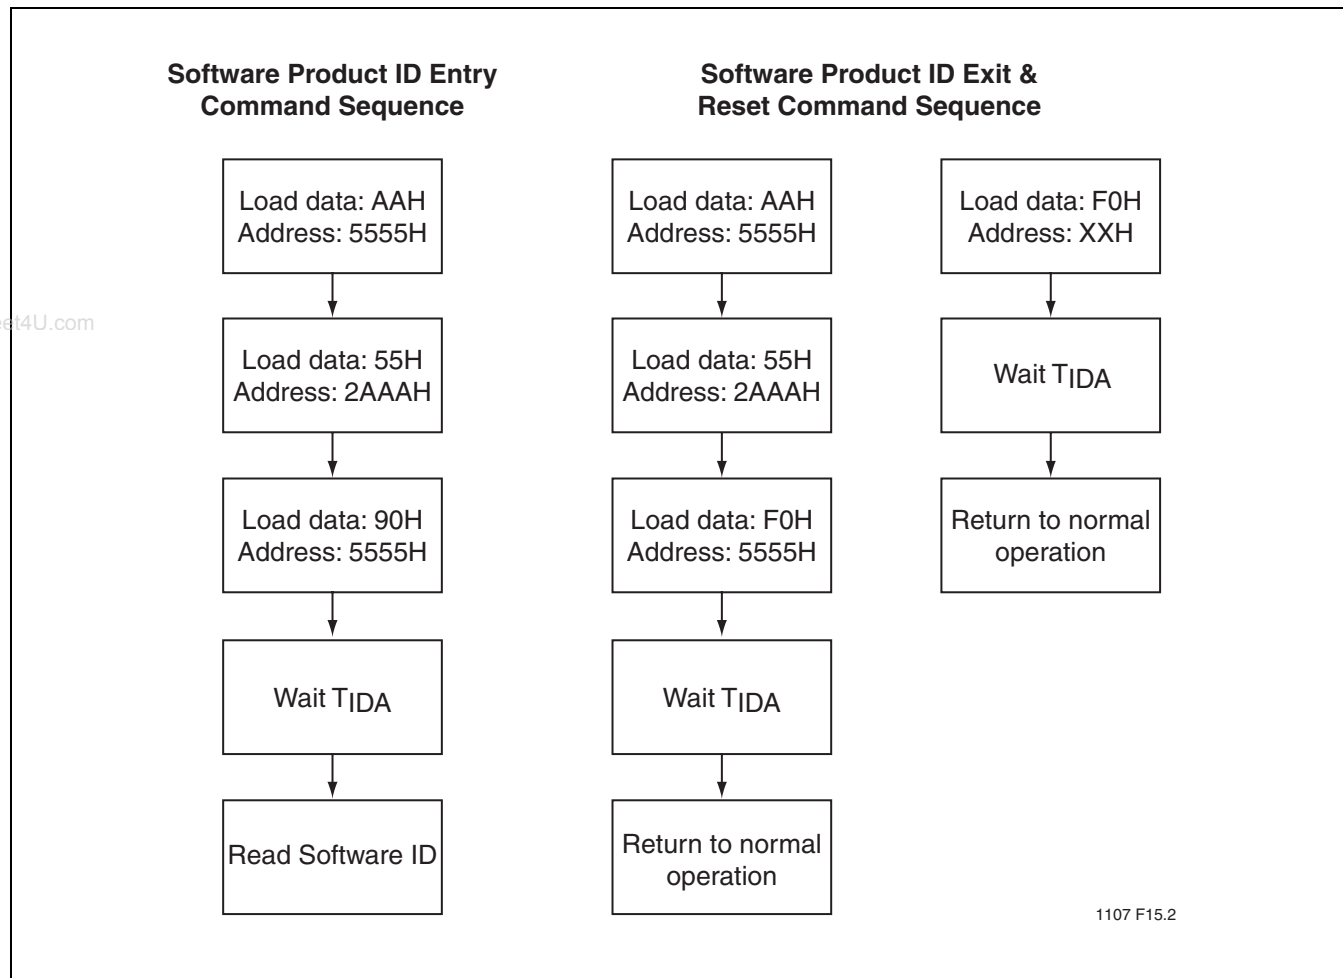 Software Product ID Entry
Command Sequence
Load data: AAH
Address: 5555H
Load data: 55H
Address: 2AAAH
Load data: 90H
Address: 5555H
Wait TIDA
Read Software ID
Software Product ID Exit &
Reset Command Sequence
Load data: AAH
Address: 5555H
Load data: 55H
Address: 2AAAH
Load data: F0H
Address: 5555H
Wait TIDA
Return to normal
operation
Load data: F0H
Address: XXH
Wait TIDA
Return to normal
operation
et4U.com
1107 F15.2